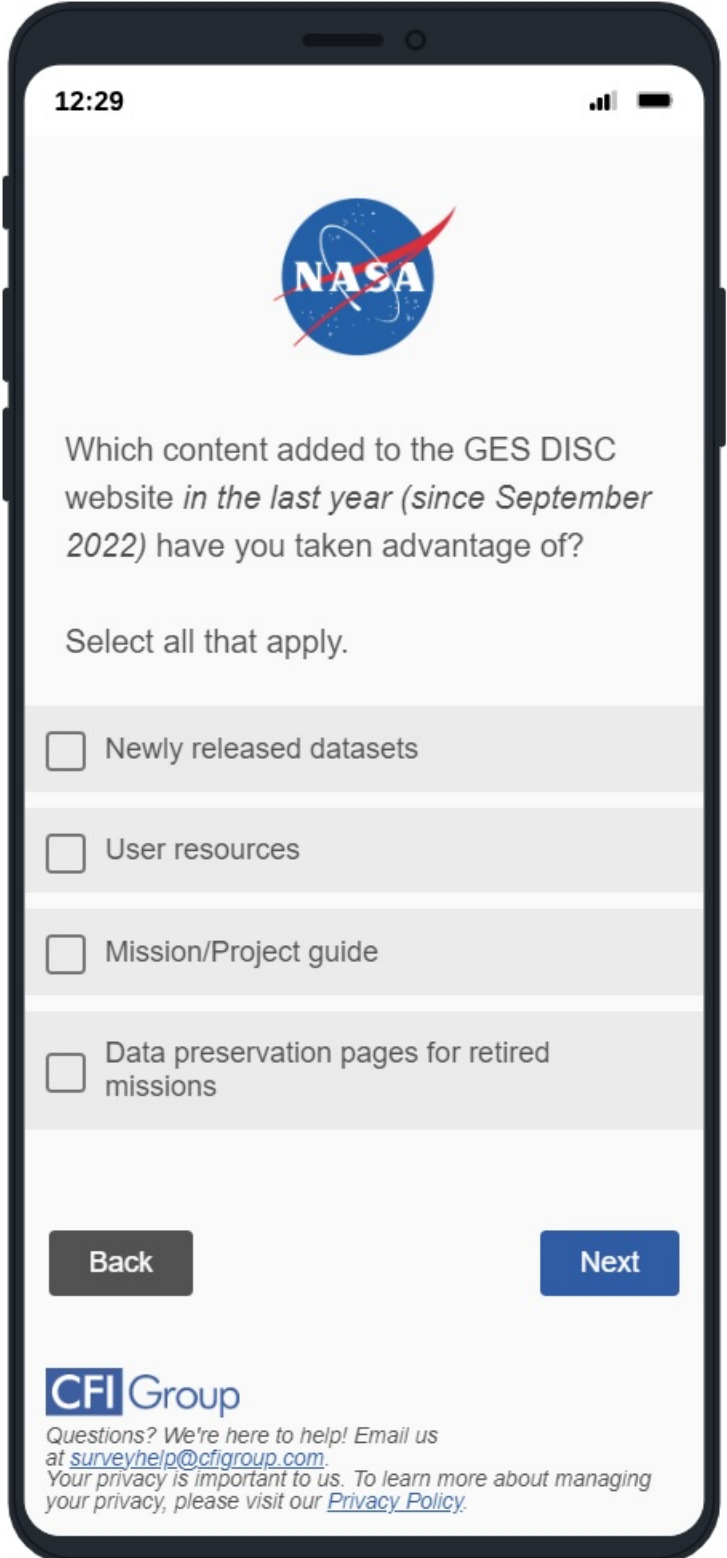 12:29
NASA
Which content added to the GES DISC
website in the last year (since September
2022) have you taken advantage of?
Select all that apply.
Newly released datasets
User resources
Mission/Project guide
Data preservation pages for retired
missions
Back
Next
CFI Group
Questions? We're here to help! Email us
at surveyhelp@cfigroup.com.
Your privacy is important to us. To learn more about managing
your privacy, please visit our Privacy Policy.